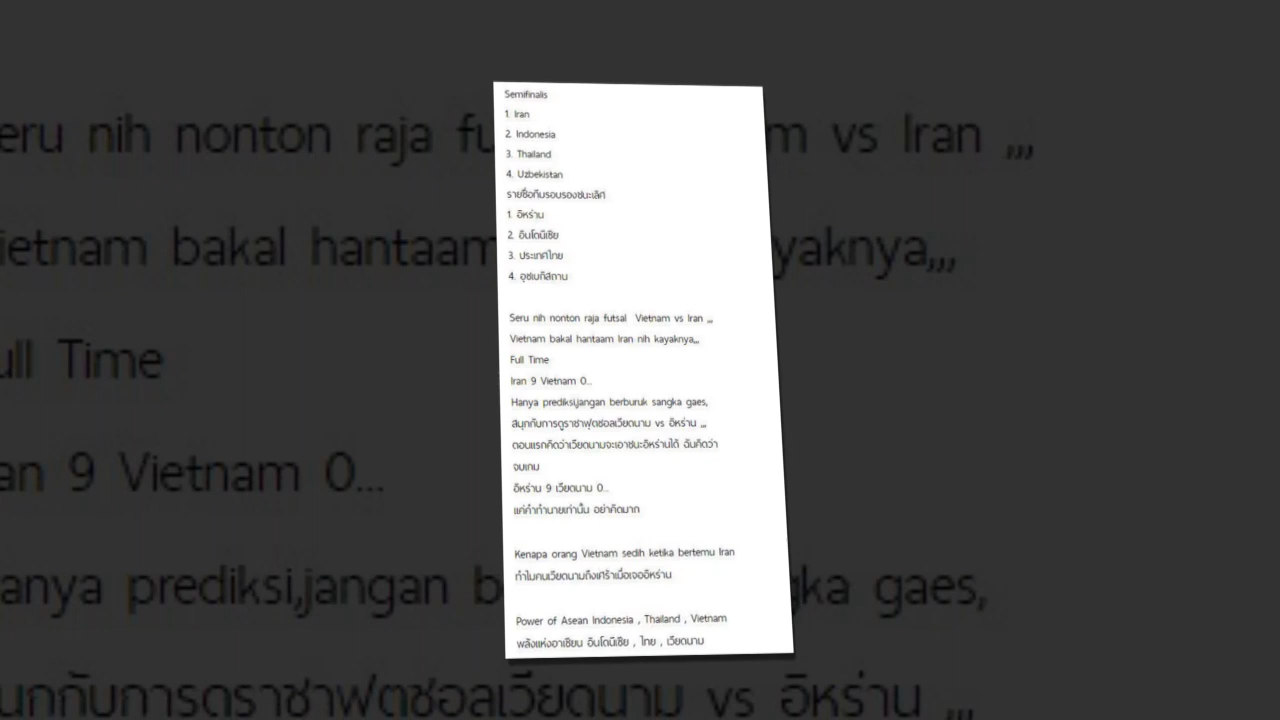 Semifinalis
1. Iran
2. Indonesia
3. Thailand
4. Uzbekistan
รายชื่อทีมรอบรองชนะเลิศ
1. อิหร่าน
2. อินโดนีเซีย
3. ประเทศไทย
4. อุซเบกิสถาน
Seru nih nonton raja futsal Vietnam vs Iran ,,,
Vietnam bakal hantaam Iran nih kayaknya,,,
Full Time
Iran 9 Vietnam 0...
Hanya prediksi,jangan berburuk sangka gaes,
สนุกกับการดูราชาฟุตซอลเวียดนาม vs อิหร่าน ,,,
ตอนแรกคิดว่าเวียดนามจะเอาชนะอิหร่านได้ ฉันคิดว่า
จบเกม
อิหร่าน 9 เวียดนาม 0...
แค่คำทำนายเท่านั้น อย่าคิดมาก
Kenapa orang Vietnam sedih ketika bertemu Iran
ทำไมคนเวียดนามถึงเศร้าเมื่อเจออิหร่าน
Power of Asean Indonesia , Thailand , Vietnam
พลังแห่งอาเซียน อินโดนีเซีย , ไทย , เวียดนาม